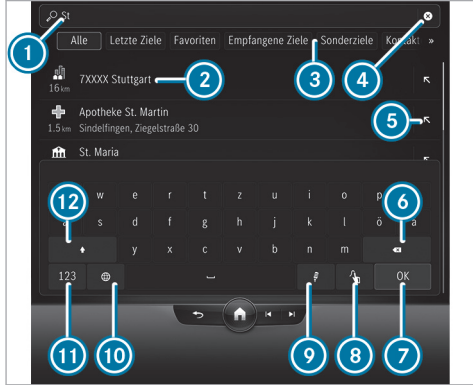 St
Alle Letzte Ziele Favoriten Empfangene Ziele Sonderziele Kontakt »
1 2 3 4
7XXXX Stuttgart
16 km
Apotheke St. Martin
1.5 km Sindelfingen, Ziegelstraße 30
5
St. Maria
w e r t z u i o p
12 6
a s d f g h j k l ö ä
y x c v b n m
123 OK
11 10 9 8 7